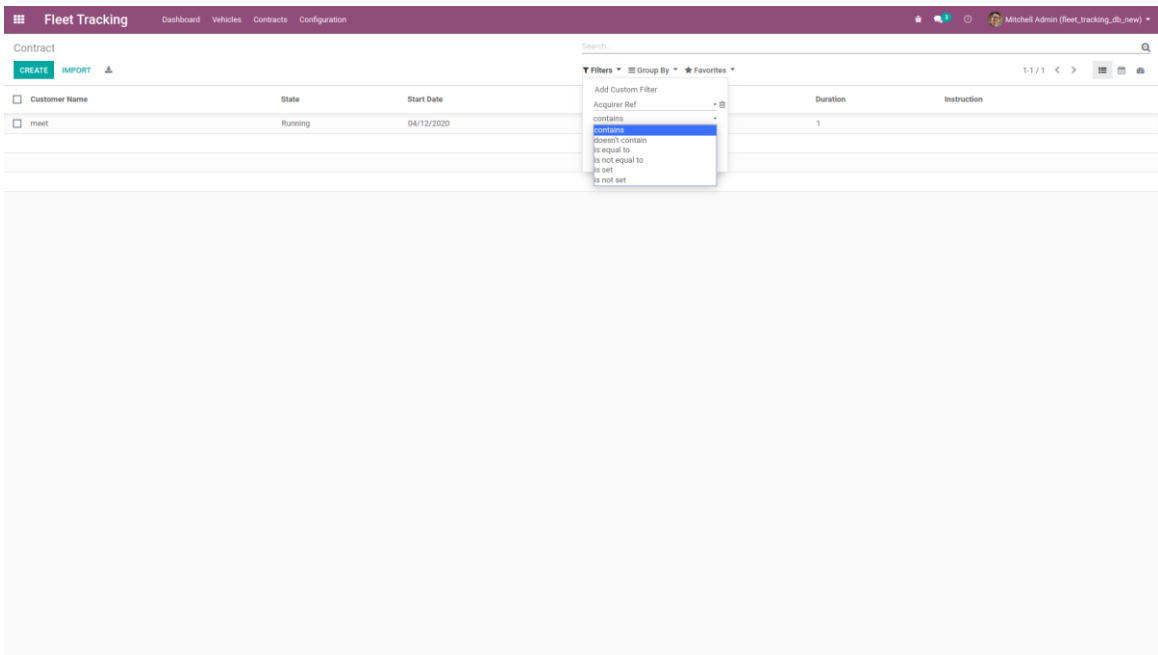 Fleet Tracking Dashboard Vehicles Contracts Configuration Mitchell Admin (fleet_tracking_db_new)
Contract Search...
CREATE IMPORT Filters Group By Favorites 1-1 / 1
Add Custom Filter
Customer Name State Start Date Duration Instruction
Acquirer Ref
meet Running 04/12/2020 1
contains
contains
doesn't contain
is equal to
is not equal to
is set
is not set